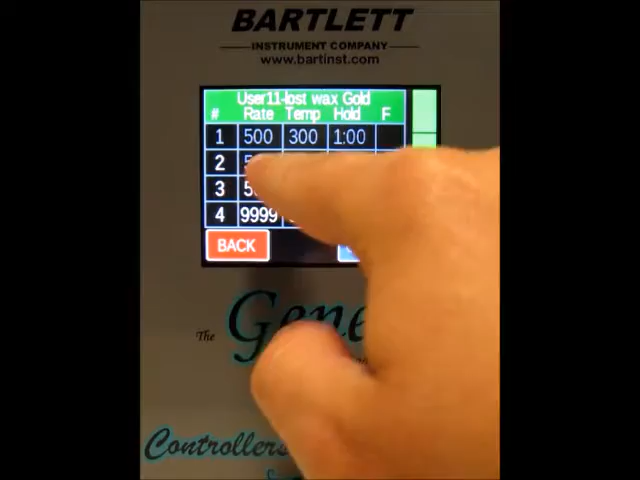 BARTLETT
INSTRUMENT COMPANY
www.bartinst.com
User11-lost wax Gold
# Rate Temp Hold F
1 500 300 1:00
2
3
4 9999
BACK
The
Controllers